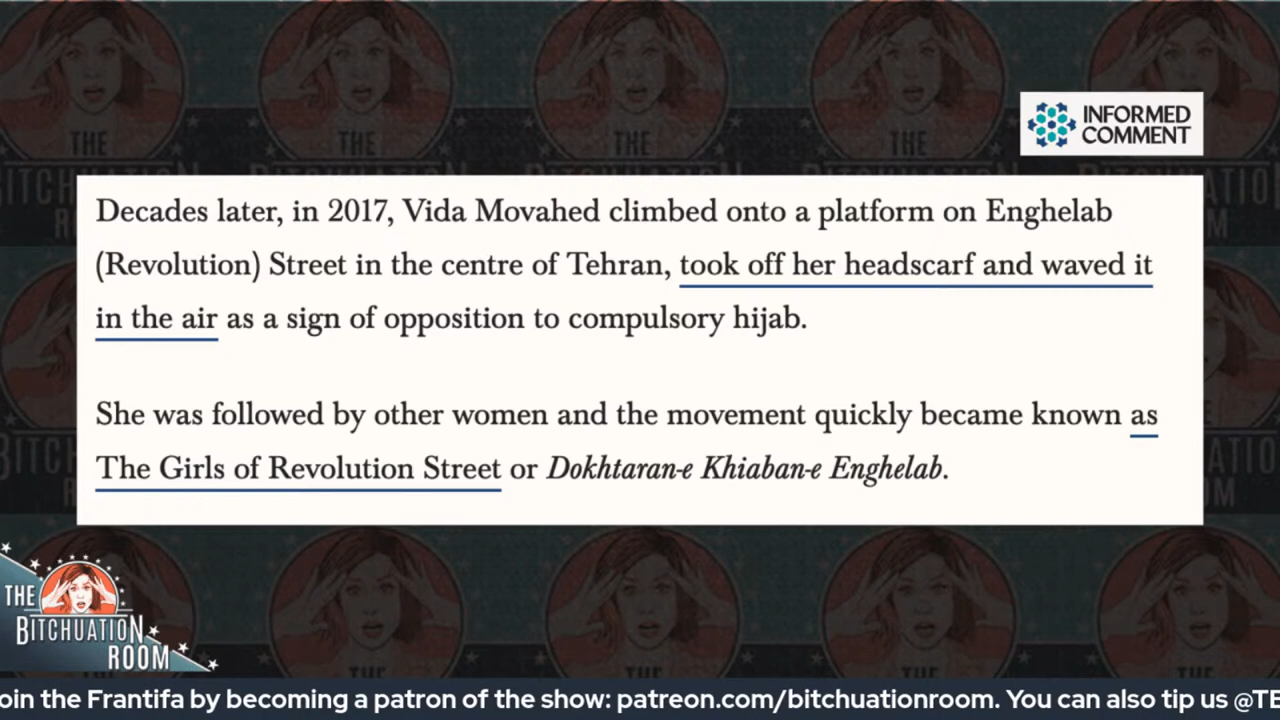 INFORMED
COMMENT
Decades later, in 2017, Vida Movahed climbed onto a platform on Enghelab
(Revolution) Street in the centre of Tehran, took off her headscarf and waved it
in the air as a sign of opposition to compulsory hijab.
She was followed by other women and the movement quickly became known as
The Girls of Revolution Street or Dokhtaran-e Khiaban-e Enghelab.
THE
BITCHUATION
ROOM
oin the Frantifa by becoming a patron of the show: patreon.com/bitchuationroom. You can also tip us @TE